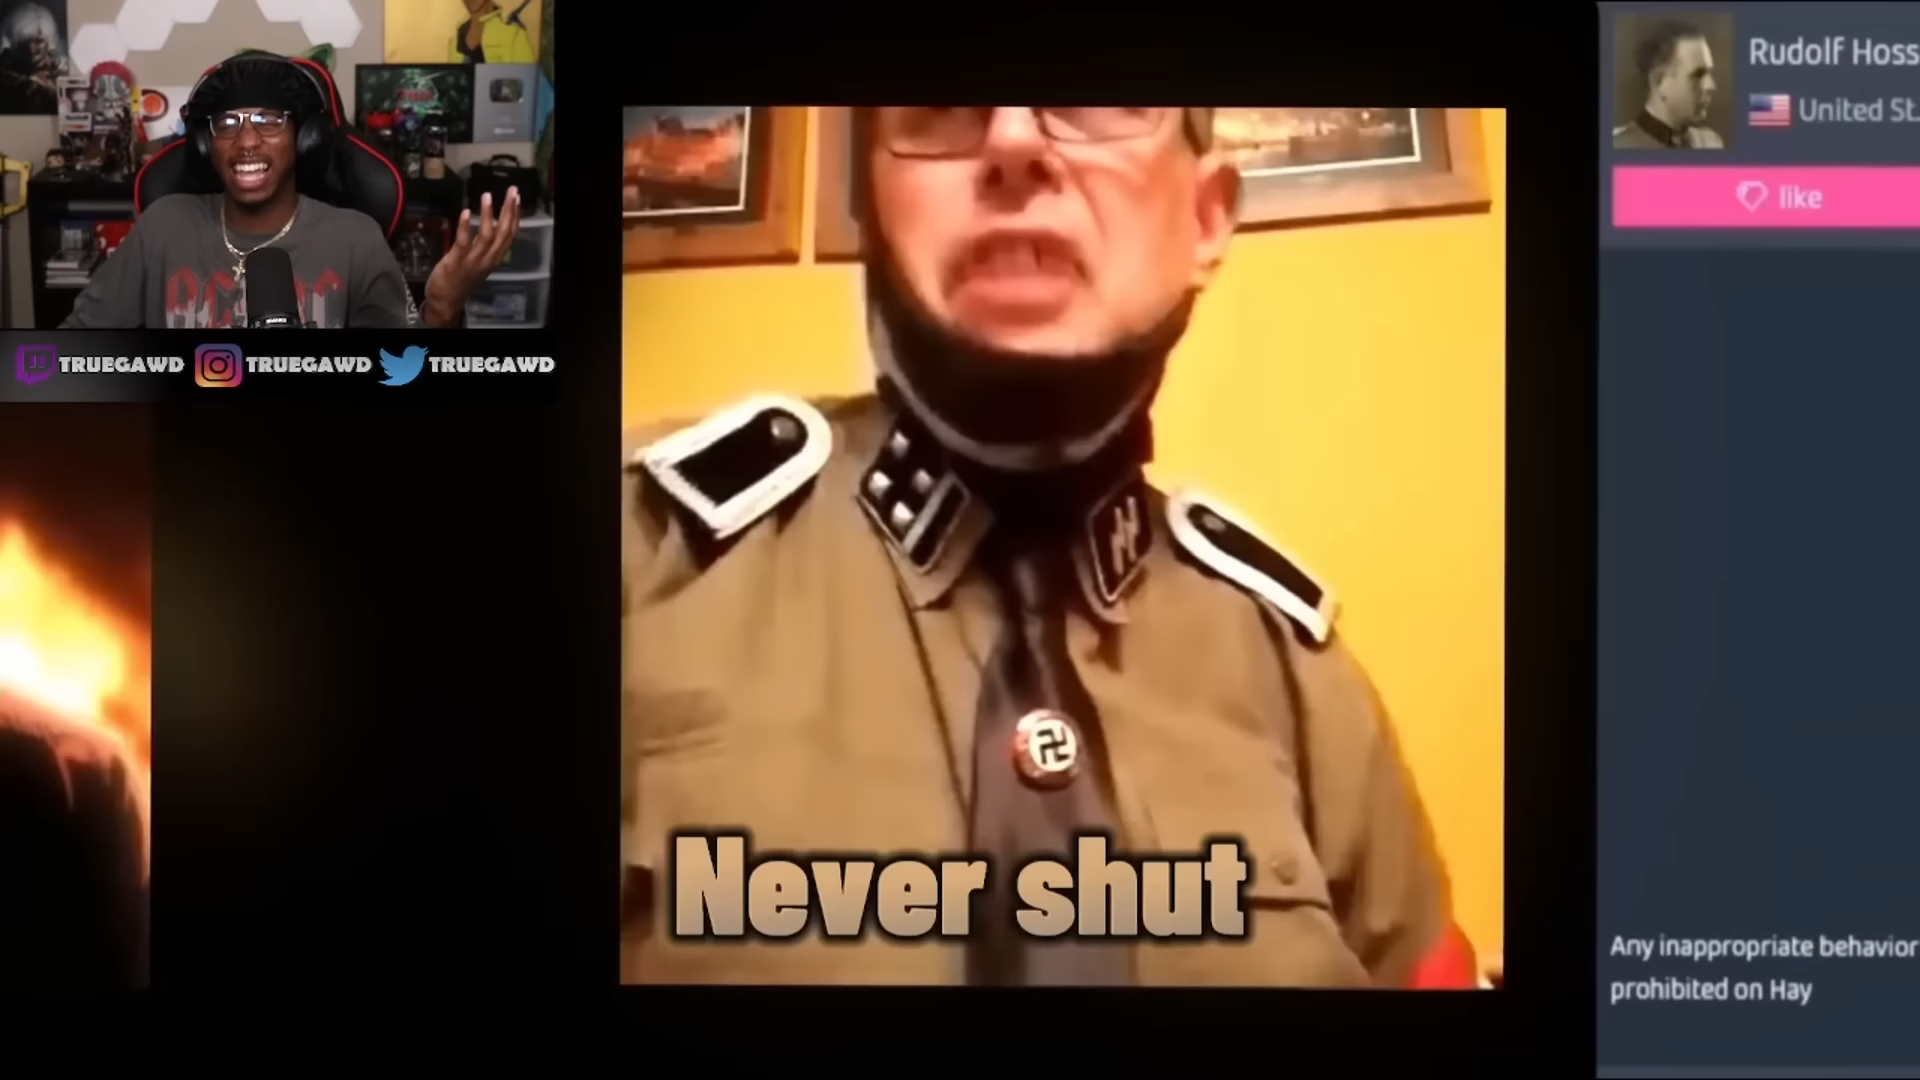 TRUEGAWD TRUEGAWD TRUEGAWD
Never shut
Rudolf Hoss
United St.
like
Any inappropriate behavior
prohibited on Hay